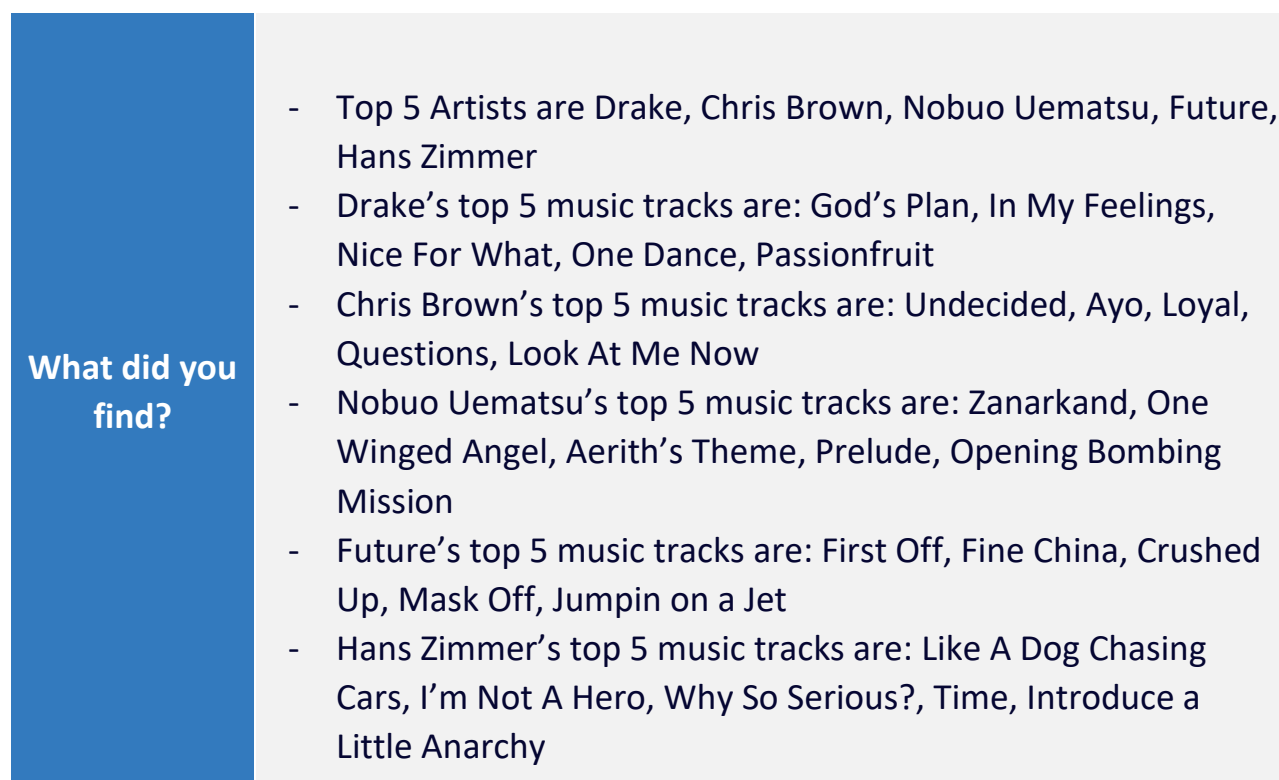 What did you
find?
- Top 5 Artists are Drake, Chris Brown, Nobuo Uematsu, Future,
Hans Zimmer
- Drake’s top 5 music tracks are: God’s Plan, In My Feelings,
Nice For What, One Dance, Passionfruit
- Chris Brown’s top 5 music tracks are: Undecided, Ayo, Loyal,
Questions, Look At Me Now
- Nobuo Uematsu’s top 5 music tracks are: Zanarkand, One
Winged Angel, Aerith’s Theme, Prelude, Opening Bombing
Mission
- Future’s top 5 music tracks are: First Off, Fine China, Crushed
Up, Mask Off, Jumpin on a Jet
- Hans Zimmer’s top 5 music tracks are: Like A Dog Chasing
Cars, I’m Not A Hero, Why So Serious?, Time, Introduce a
Little Anarchy